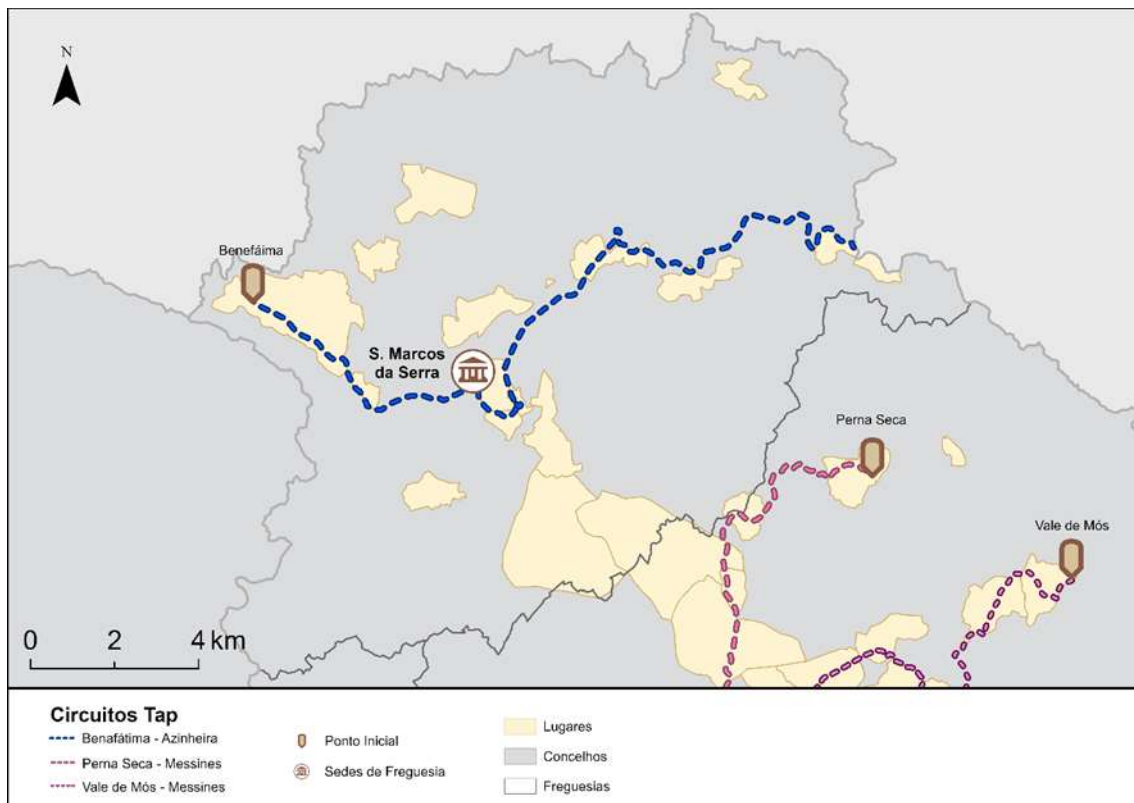 N
Benefáima
S. Marcos
da Serra
Perna Seca
Vale de Mós
0 2 4 km
Circuitos Tap
Benafátima - Azinheira
Perna Seca - Messines
Vale de Mós - Messines
Ponto Inicial
Sedes de Freguesia
Lugares
Concelhos
Freguesias